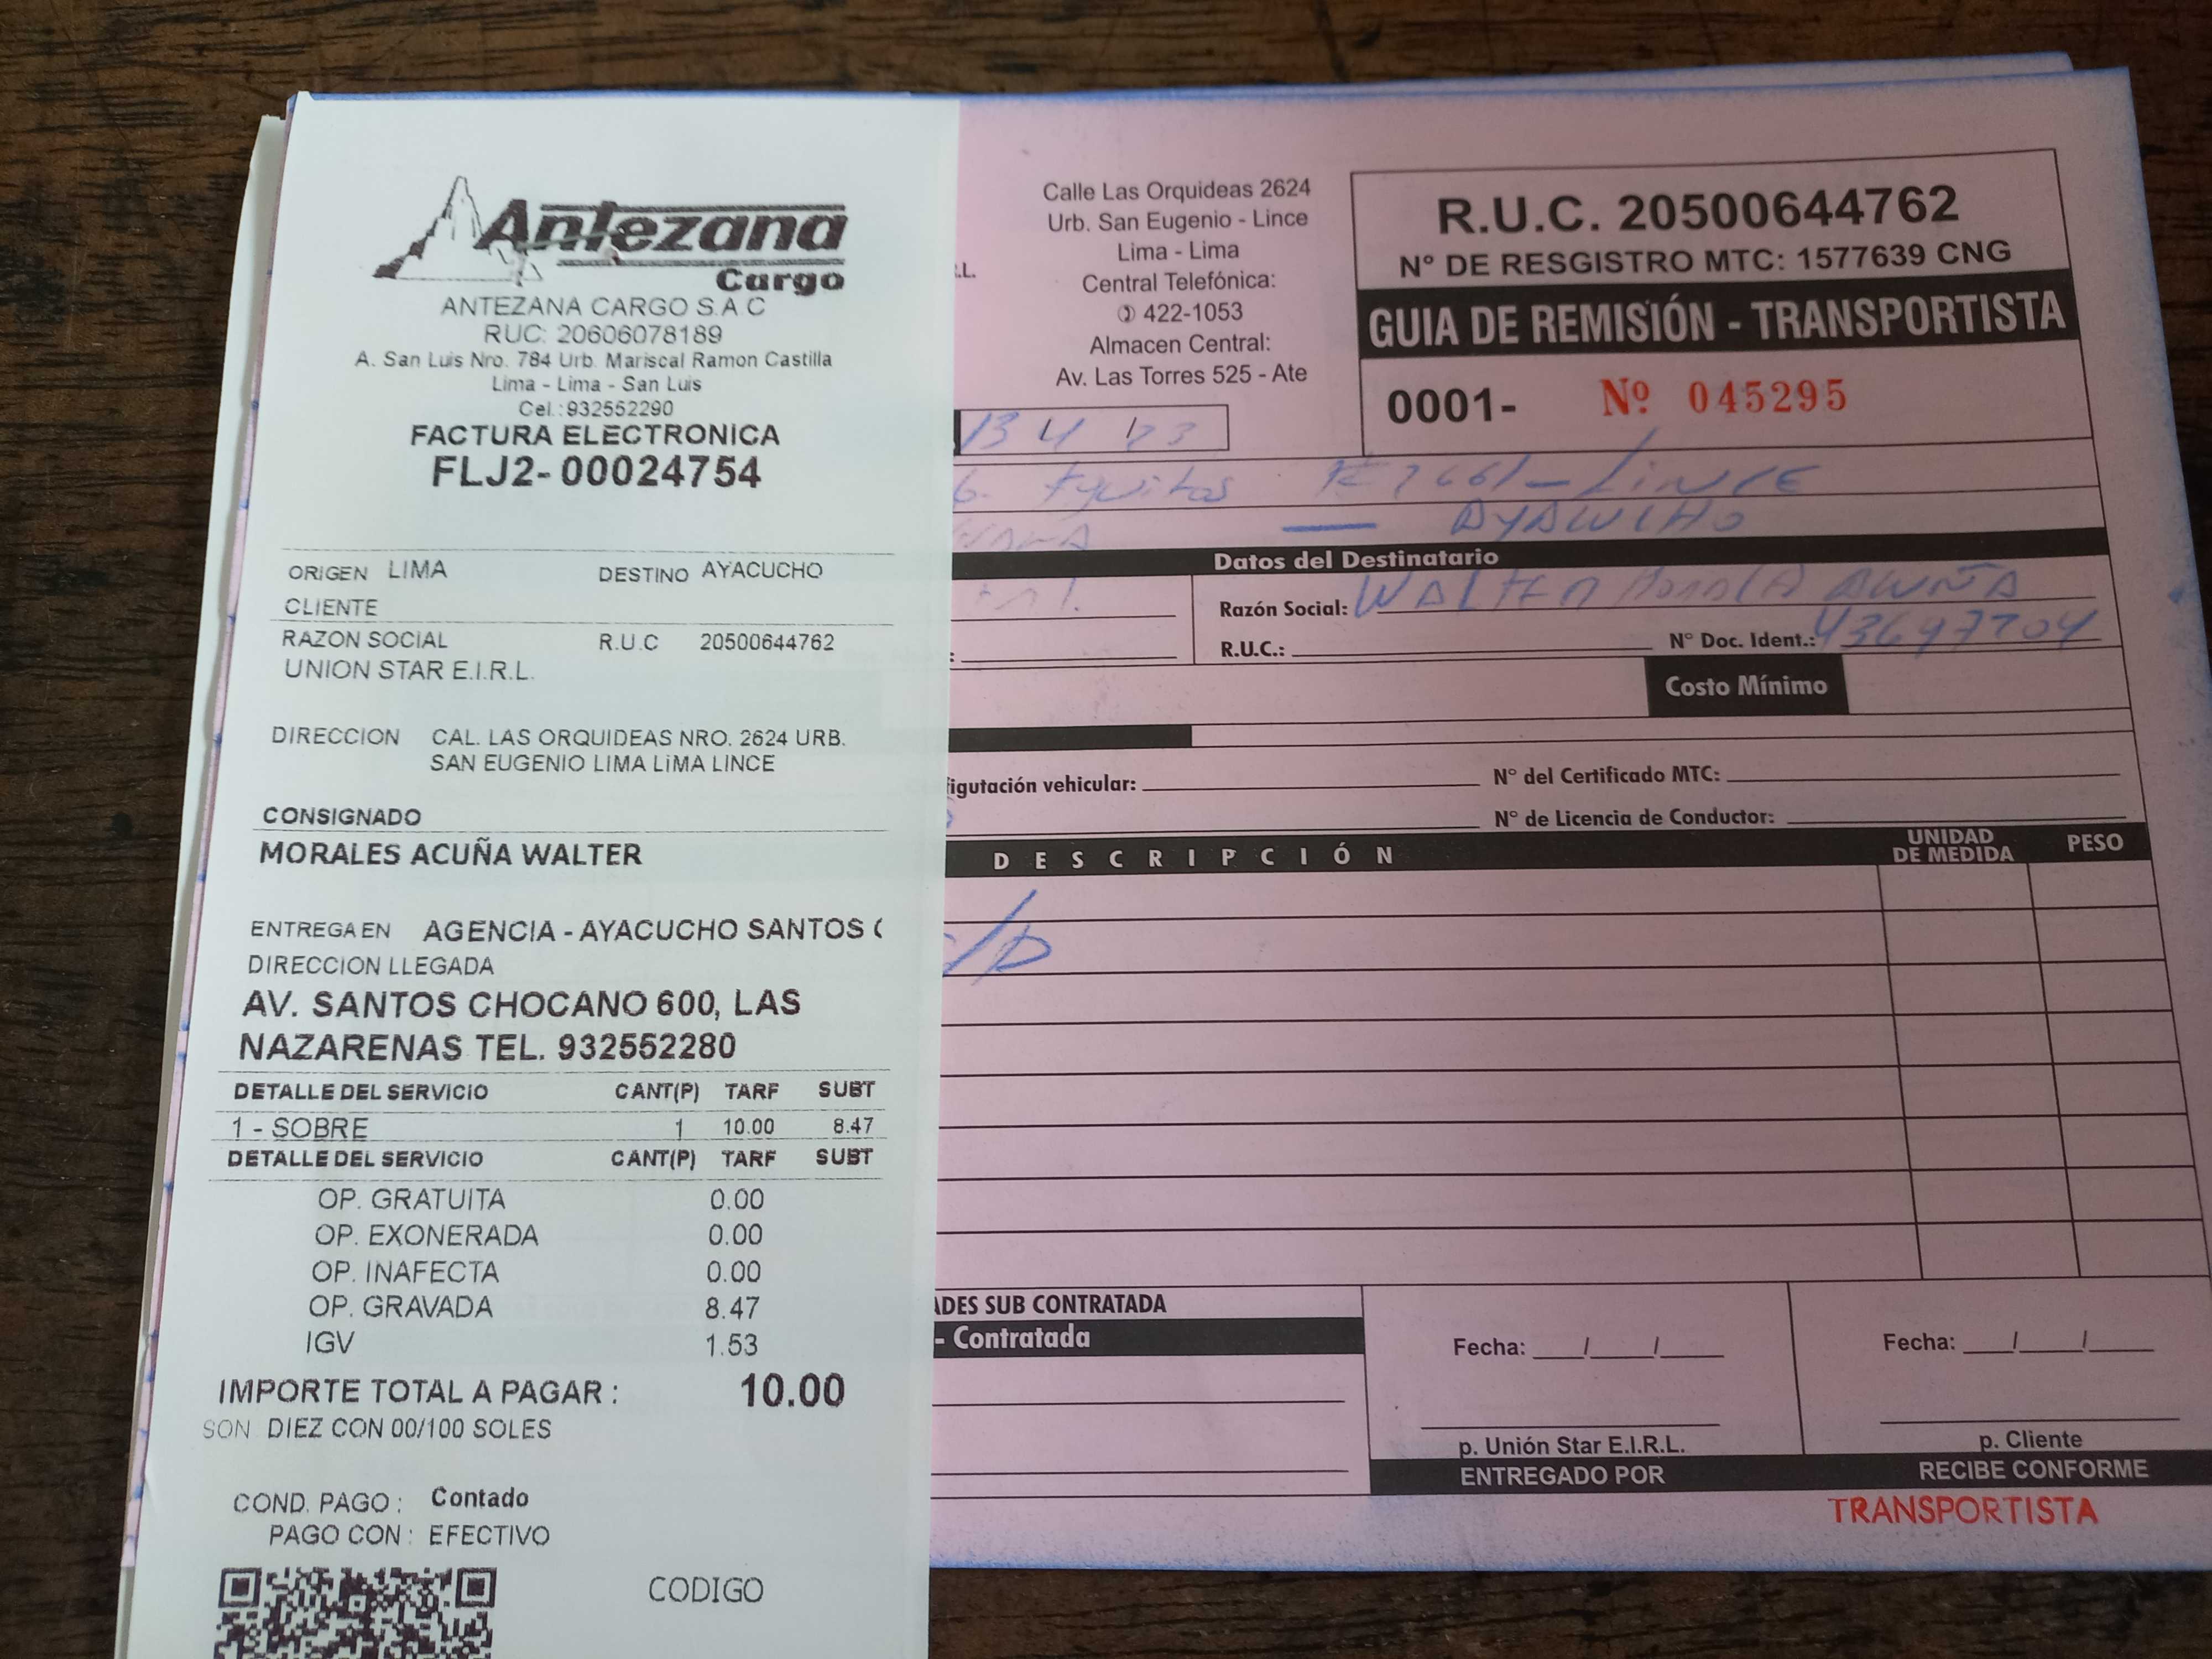 Antezana
Cargo
ANTEZANA CARGO S.A.C
RUC: 20606078189
A. San Luis Nro. 784 Urb. Mariscal Ramon Castilla
Lima - Lima - San Luis
Cel.:932552290
FACTURA ELECTRONICA
FLJ2-00024754
ORIGEN LIMA DESTINO AYACUCHO
CLIENTE
RAZON SOCIAL R.U.C 20500644762
UNION STAR E.I.R.L.
DIRECCION CAL. LAS ORQUIDEAS NRO. 2624 URB.
SAN EUGENIO LIMA LIMA LINCE
CONSIGNADO
MORALES ACUÑA WALTER
ENTREGA EN AGENCIA - AYACUCHO SANTOS
DIRECCION LLEGADA
AV. SANTOS CHOCANO 600, LAS
NAZARENAS TEL. 932552280
DETALLE DEL SERVICIO CANT(P) TARF SUBT
1 - SOBRE 1 10.00 8.47
DETALLE DEL SERVICIO CANT(P) TARF SUBT
OP. GRATUITA 0.00
OP. EXONERADA 0.00
OP. INAFECTA 0.00
OP. GRAVADA 8.47
IGV 1.53
IMPORTE TOTAL A PAGAR : 10.00
SON DIEZ CON 00/100 SOLES
COND. PAGO : Contado
PAGO CON : EFECTIVO
CODIGO
Calle Las Orquideas 2624
Urb. San Eugenio - Lince
Lima - Lima
Central Telefónica:
422-1053
Almacen Central:
Av. Las Torres 525 - Ate
R.U.C. 20500644762
N° DE RESGISTRO MTC: 1577639 CNG
GUIA DE REMISIÓN - TRANSPORTISTA
0001- Nº 045295
13 4 23
LINCE
AYACUCHO
Datos del Destinatario
Razón Social: WALTER ACUÑA
R.U.C.: N° Doc. Ident.: 43697704
Costo Mínimo
igutación vehicular: N° del Certificado MTC:
N° de Licencia de Conductor:
DESCRIPCIÓN UNIDAD DE MEDIDA PESO
ADES SUB CONTRATADA
- Contratada
Fecha: / / Fecha: / /
p. Unión Star E.I.R.L. p. Cliente
ENTREGADO POR RECIBE CONFORME
TRANSPORTISTA